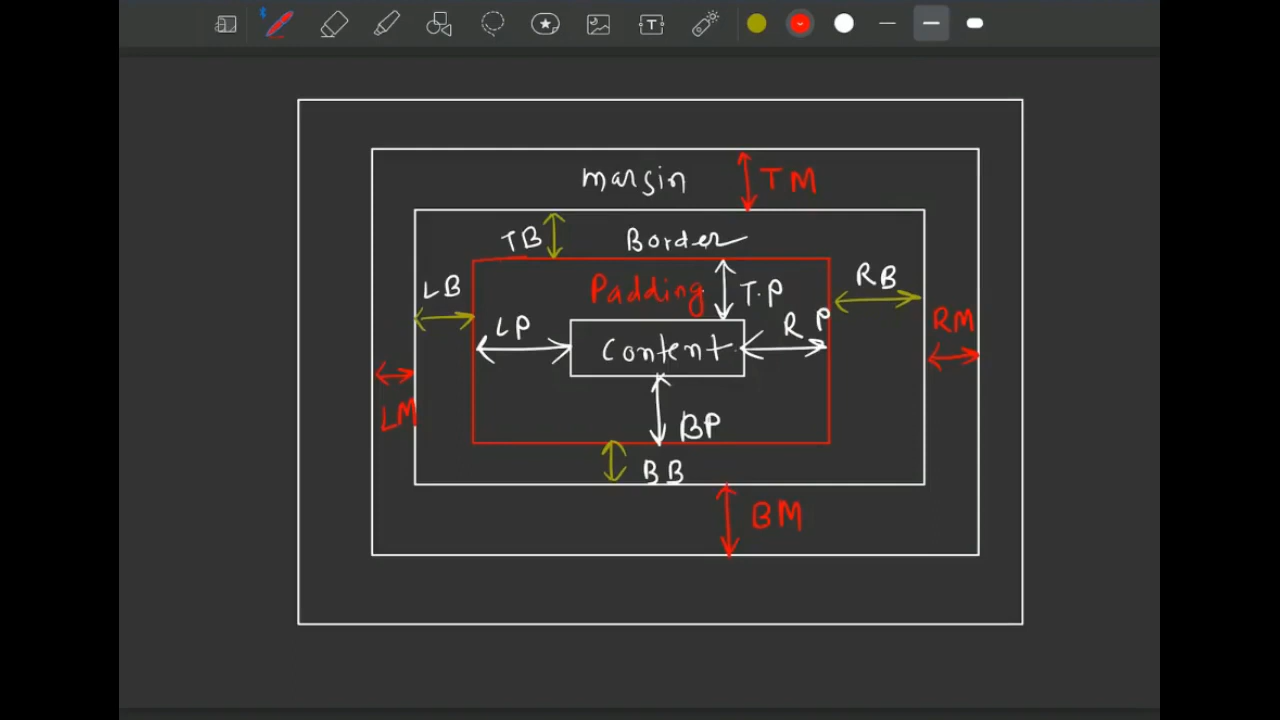 T
margin
TM
TB
Border
LB
Padding
T.P
RB
LP
RP
RM
Content
LM
BP
BB
BM